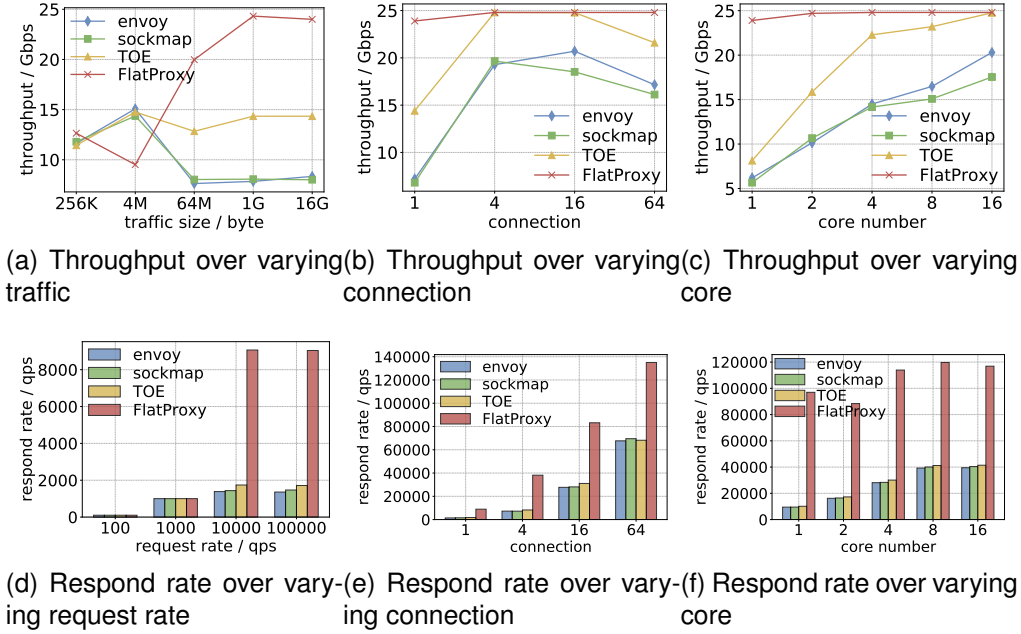 throughput / Gbps
25
20
15
10
envoy
sockmap
TOE
FlatProxy
256K 4M 64M 1G 16G
traffic size / byte
(a) Throughput over varying traffic
throughput / Gbps
25
20
15
10
envoy
sockmap
TOE
FlatProxy
1 4 16 64
connection
(b) Throughput over varying connection
throughput / Gbps
25
20
15
10
5
envoy
sockmap
TOE
FlatProxy
1 2 4 8 16
core number
(c) Throughput over varying core
respond rate / qps
8000
6000
4000
2000
0
envoy
sockmap
TOE
FlatProxy
100 1000 10000 100000
request rate / qps
(d) Respond rate over vary-
ing request rate
respond rate / qps
140000
120000
100000
80000
60000
40000
20000
0
envoy
sockmap
TOE
FlatProxy
1 4 16 64
connection
(e) Respond rate over vary-
ing connection
respond rate / qps
120000
100000
80000
60000
40000
20000
0
envoy
sockmap
TOE
FlatProxy
1 2 4 8 16
core number
(f) Respond rate over varying
core